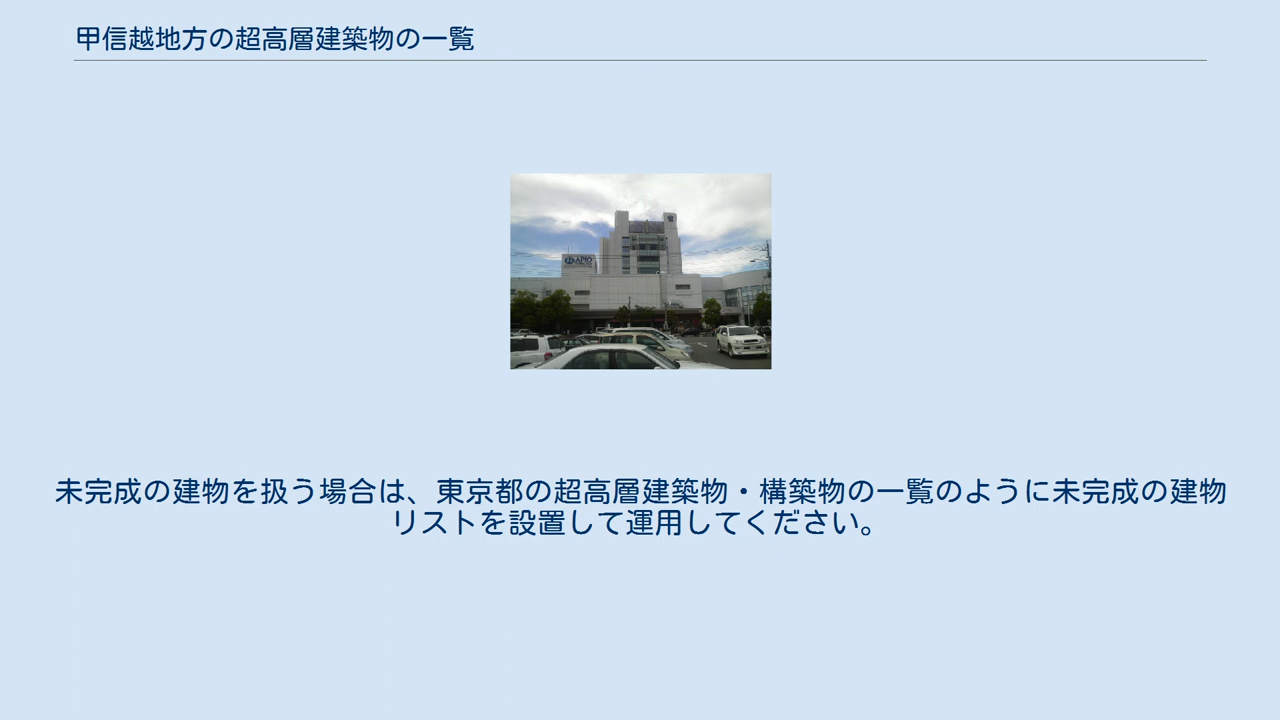 甲信越地方の超高層建築物の一覧
APIO
未完成の建物を扱う場合は、東京都の超高層建築物・構築物の一覧のように未完成の建物
リストを設置して運用してください。